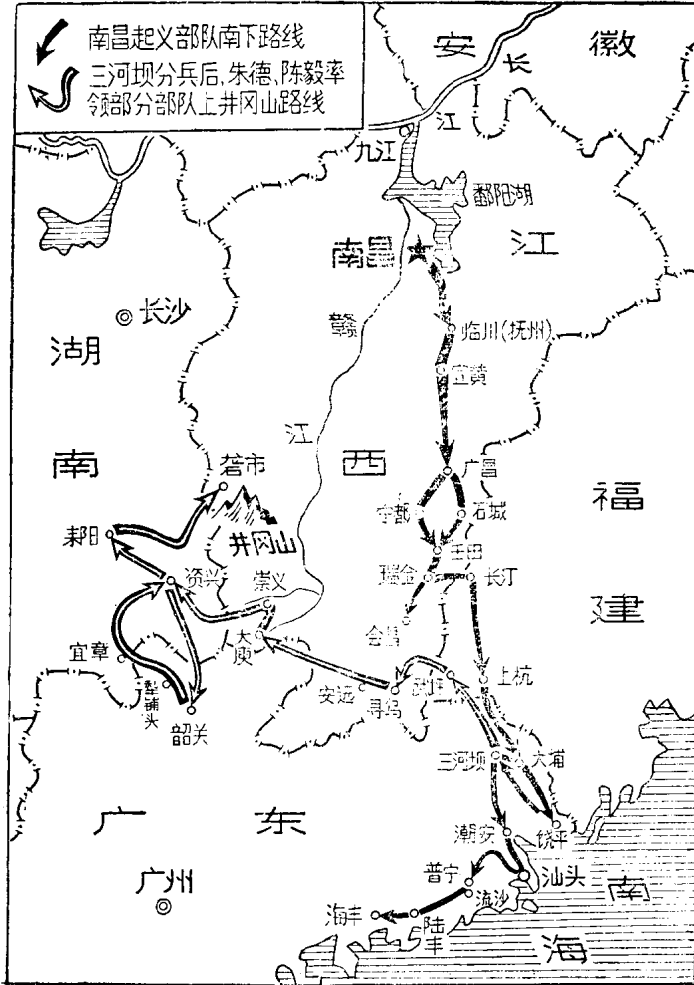 南昌起义部队南下路线
三河坝分兵后,朱德、陈毅率
领部分部队上井冈山路线
安
徽
长
江
九江
鄱阳湖
南昌
江
长沙
赣
临川(抚州)
湖
宜黄
江
西
广昌
南
砻市
宁都
石城
福
耒阳
井冈山
壬田
资兴
崇义
瑞金
长汀
建
大庾
会昌
宜章
犁铺头
安远
寻乌
武平
上杭
韶关
三河坝
大埔
广
东
潮安
饶平
普宁
汕头
广州
流沙
南
海丰
陆丰
海